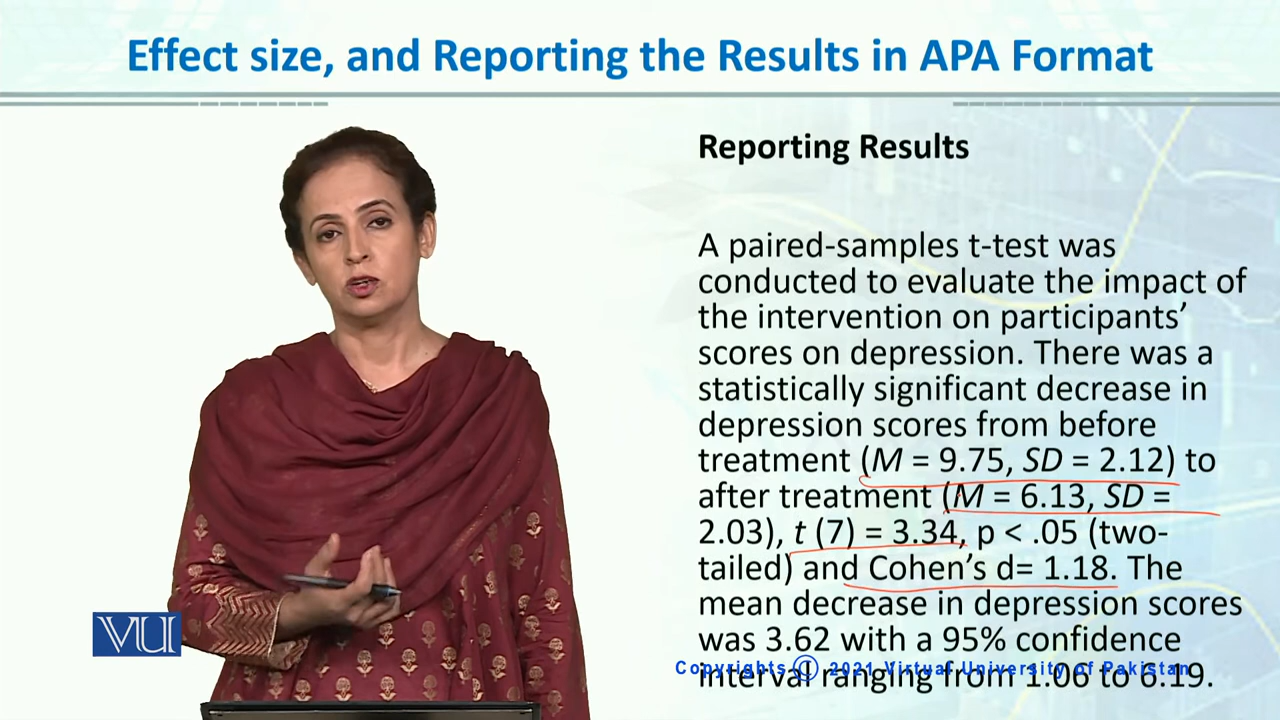 Effect size, and Reporting the Results in APA Format
Reporting Results
A paired-samples t-test was
conducted to evaluate the impact of
the intervention on participants’
scores on depression. There was a
statistically significant decrease in
depression scores from before
treatment (M = 9.75, SD = 2.12) to
after treatment (M = 6.13, SD =
2.03), t (7) = 3.34, p < .05 (two-
tailed) and Cohen’s d= 1.18. The
mean decrease in depression scores
was 3.62 with a 95% confidence
interval ranging from 1.06 to 6.19.
Copyrights Ⓒ 2021 Virtual University of Pakistan
VU